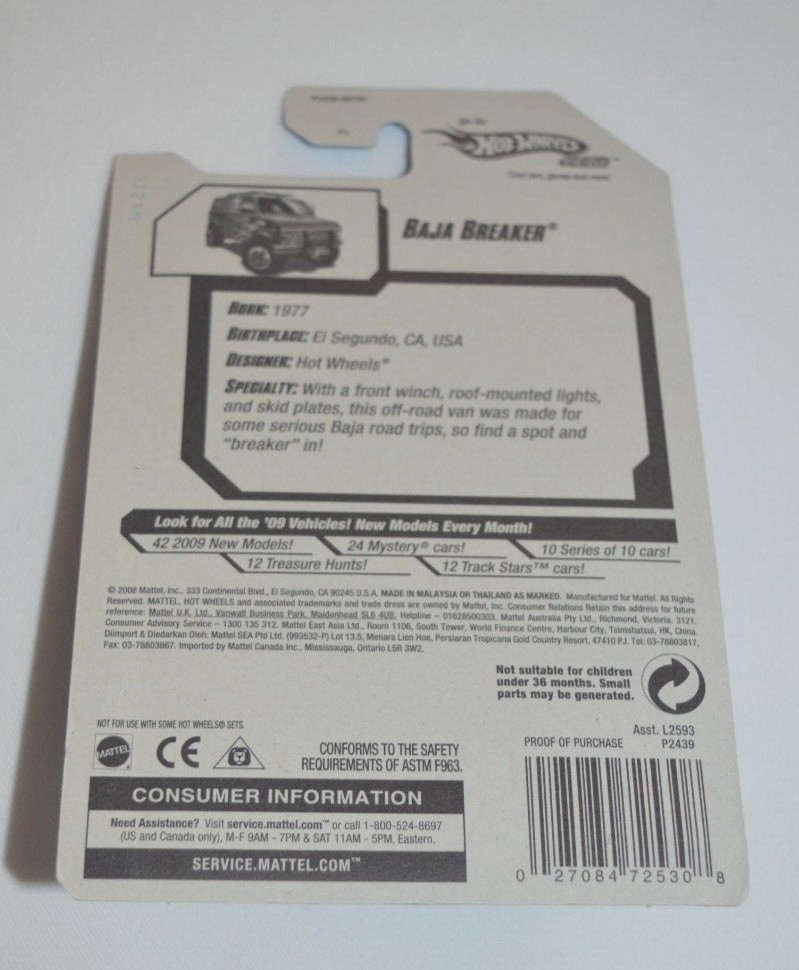 HOT WHEELS
BAJA BREAKER®
BORN: 1977
BIRTHPLACE: El Segundo, CA, USA
DESIGNER: Hot Wheels®
SPECIALTY: With a front winch, roof-mounted lights,
and skid plates, this off-road van was made for
some serious Baja road trips, so find a spot and
"breaker" in!
Look for All the '09 Vehicles! New Models Every Month!
42 2009 New Models! 24 Mystery® cars! 10 Series of 10 cars!
12 Treasure Hunts! 12 Track Stars™ cars!
© 2008 Mattel, Inc., 333 Continental Blvd., El Segundo, CA 90245 U.S.A. MADE IN MALAYSIA OR THAILAND AS MARKED. Manufactured for Mattel. All Rights
Reserved. MATTEL, HOT WHEELS and associated trademarks and trade dress are owned by Mattel, Inc. Consumer Relations Retain this address for future
reference: Mattel U.K. Ltd., Vanwall Business Park, Maidenhead SL6 4UB. Helpline – 01628500303. Mattel Australia Pty Ltd., Richmond, Victoria, 3121.
Consumer Advisory Service – 1300 135 312. Mattel East Asia Ltd., Room 1106, South Tower, World Finance Centre, Harbour City, Tsimshatsui, HK, China.
Diimport & Diedarkan Oleh: Mattel SEA Ptd Ltd. (993532-P) Lot 13.5, Menara Lien Hoe, Persiaran Tropicana Gold Country Resort, 47410 PJ. Tel: 03-78803817,
Fax: 03-78803867. Imported by Mattel Canada Inc., Mississauga, Ontario L5R 3W2.
Not suitable for children
under 36 months. Small
parts may be generated.
NOT FOR USE WITH SOME HOT WHEELS® SETS.
MATTEL CE
CONFORMS TO THE SAFETY
REQUIREMENTS OF ASTM F963.
Asst. L2593
PROOF OF PURCHASE P2439
CONSUMER INFORMATION
Need Assistance? Visit service.mattel.com™ or call 1-800-524-8697
(US and Canada only), M-F 9AM - 7PM & SAT 11AM - 5PM, Eastern.
SERVICE.MATTEL.COM™
0 27084 72530 8